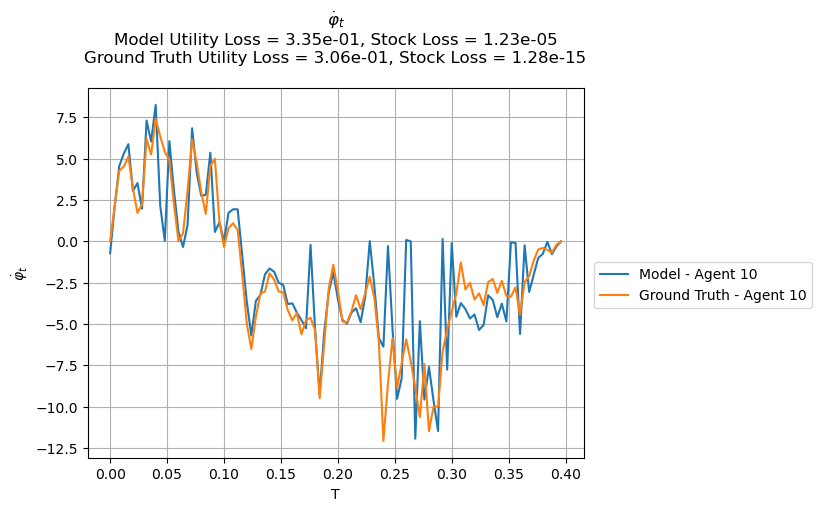 φ̇ₜ
Model Utility Loss = 3.35e-01, Stock Loss = 1.23e-05
Ground Truth Utility Loss = 3.06e-01, Stock Loss = 1.28e-15
φ̇ₜ
7.5
5.0
2.5
0.0
−2.5
−5.0
−7.5
−10.0
−12.5
0.00 0.05 0.10 0.15 0.20 0.25 0.30 0.35 0.40
T
Model - Agent 10
Ground Truth - Agent 10